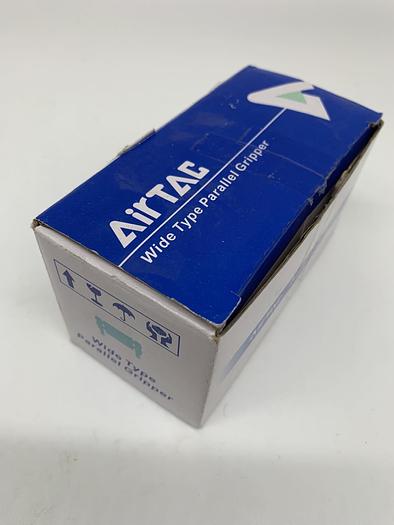 AirTAC
Wide Type Parallel Gripper
Wide Type
Parallel Gripper